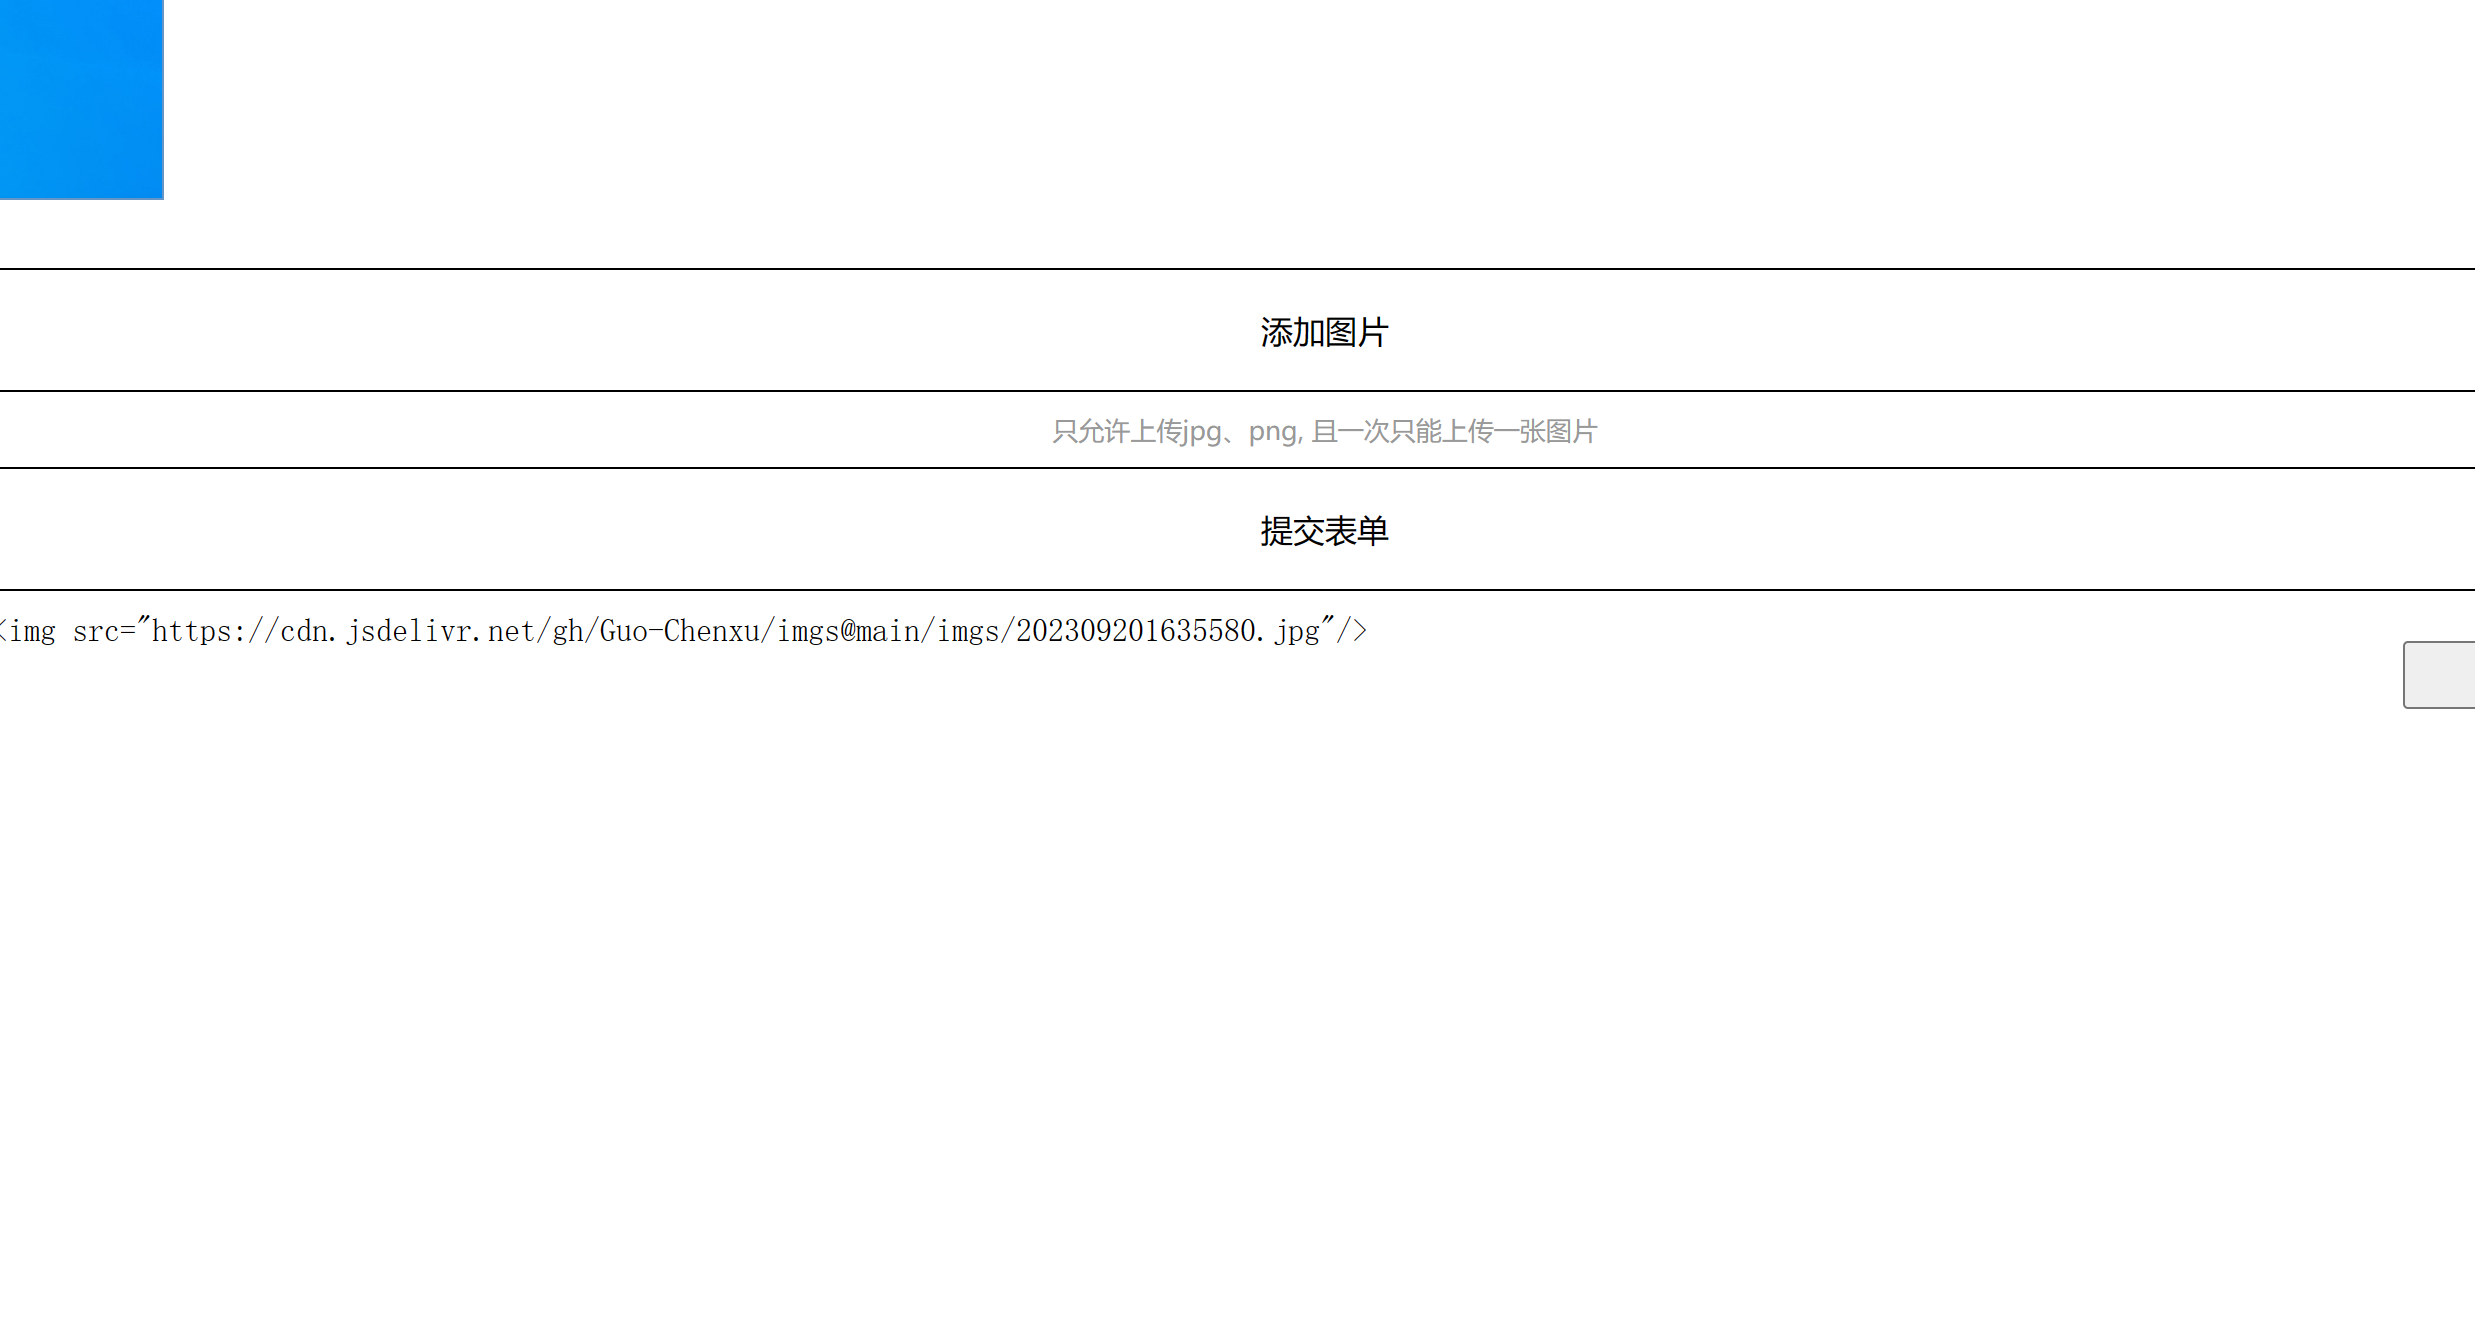 添加图片
只允许上传jpg、png, 且一次只能上传一张图片
提交表单
<img src="https://cdn.jsdelivr.net/gh/Guo-Chenxu/imgs@main/imgs/202309201635580.jpg"/>